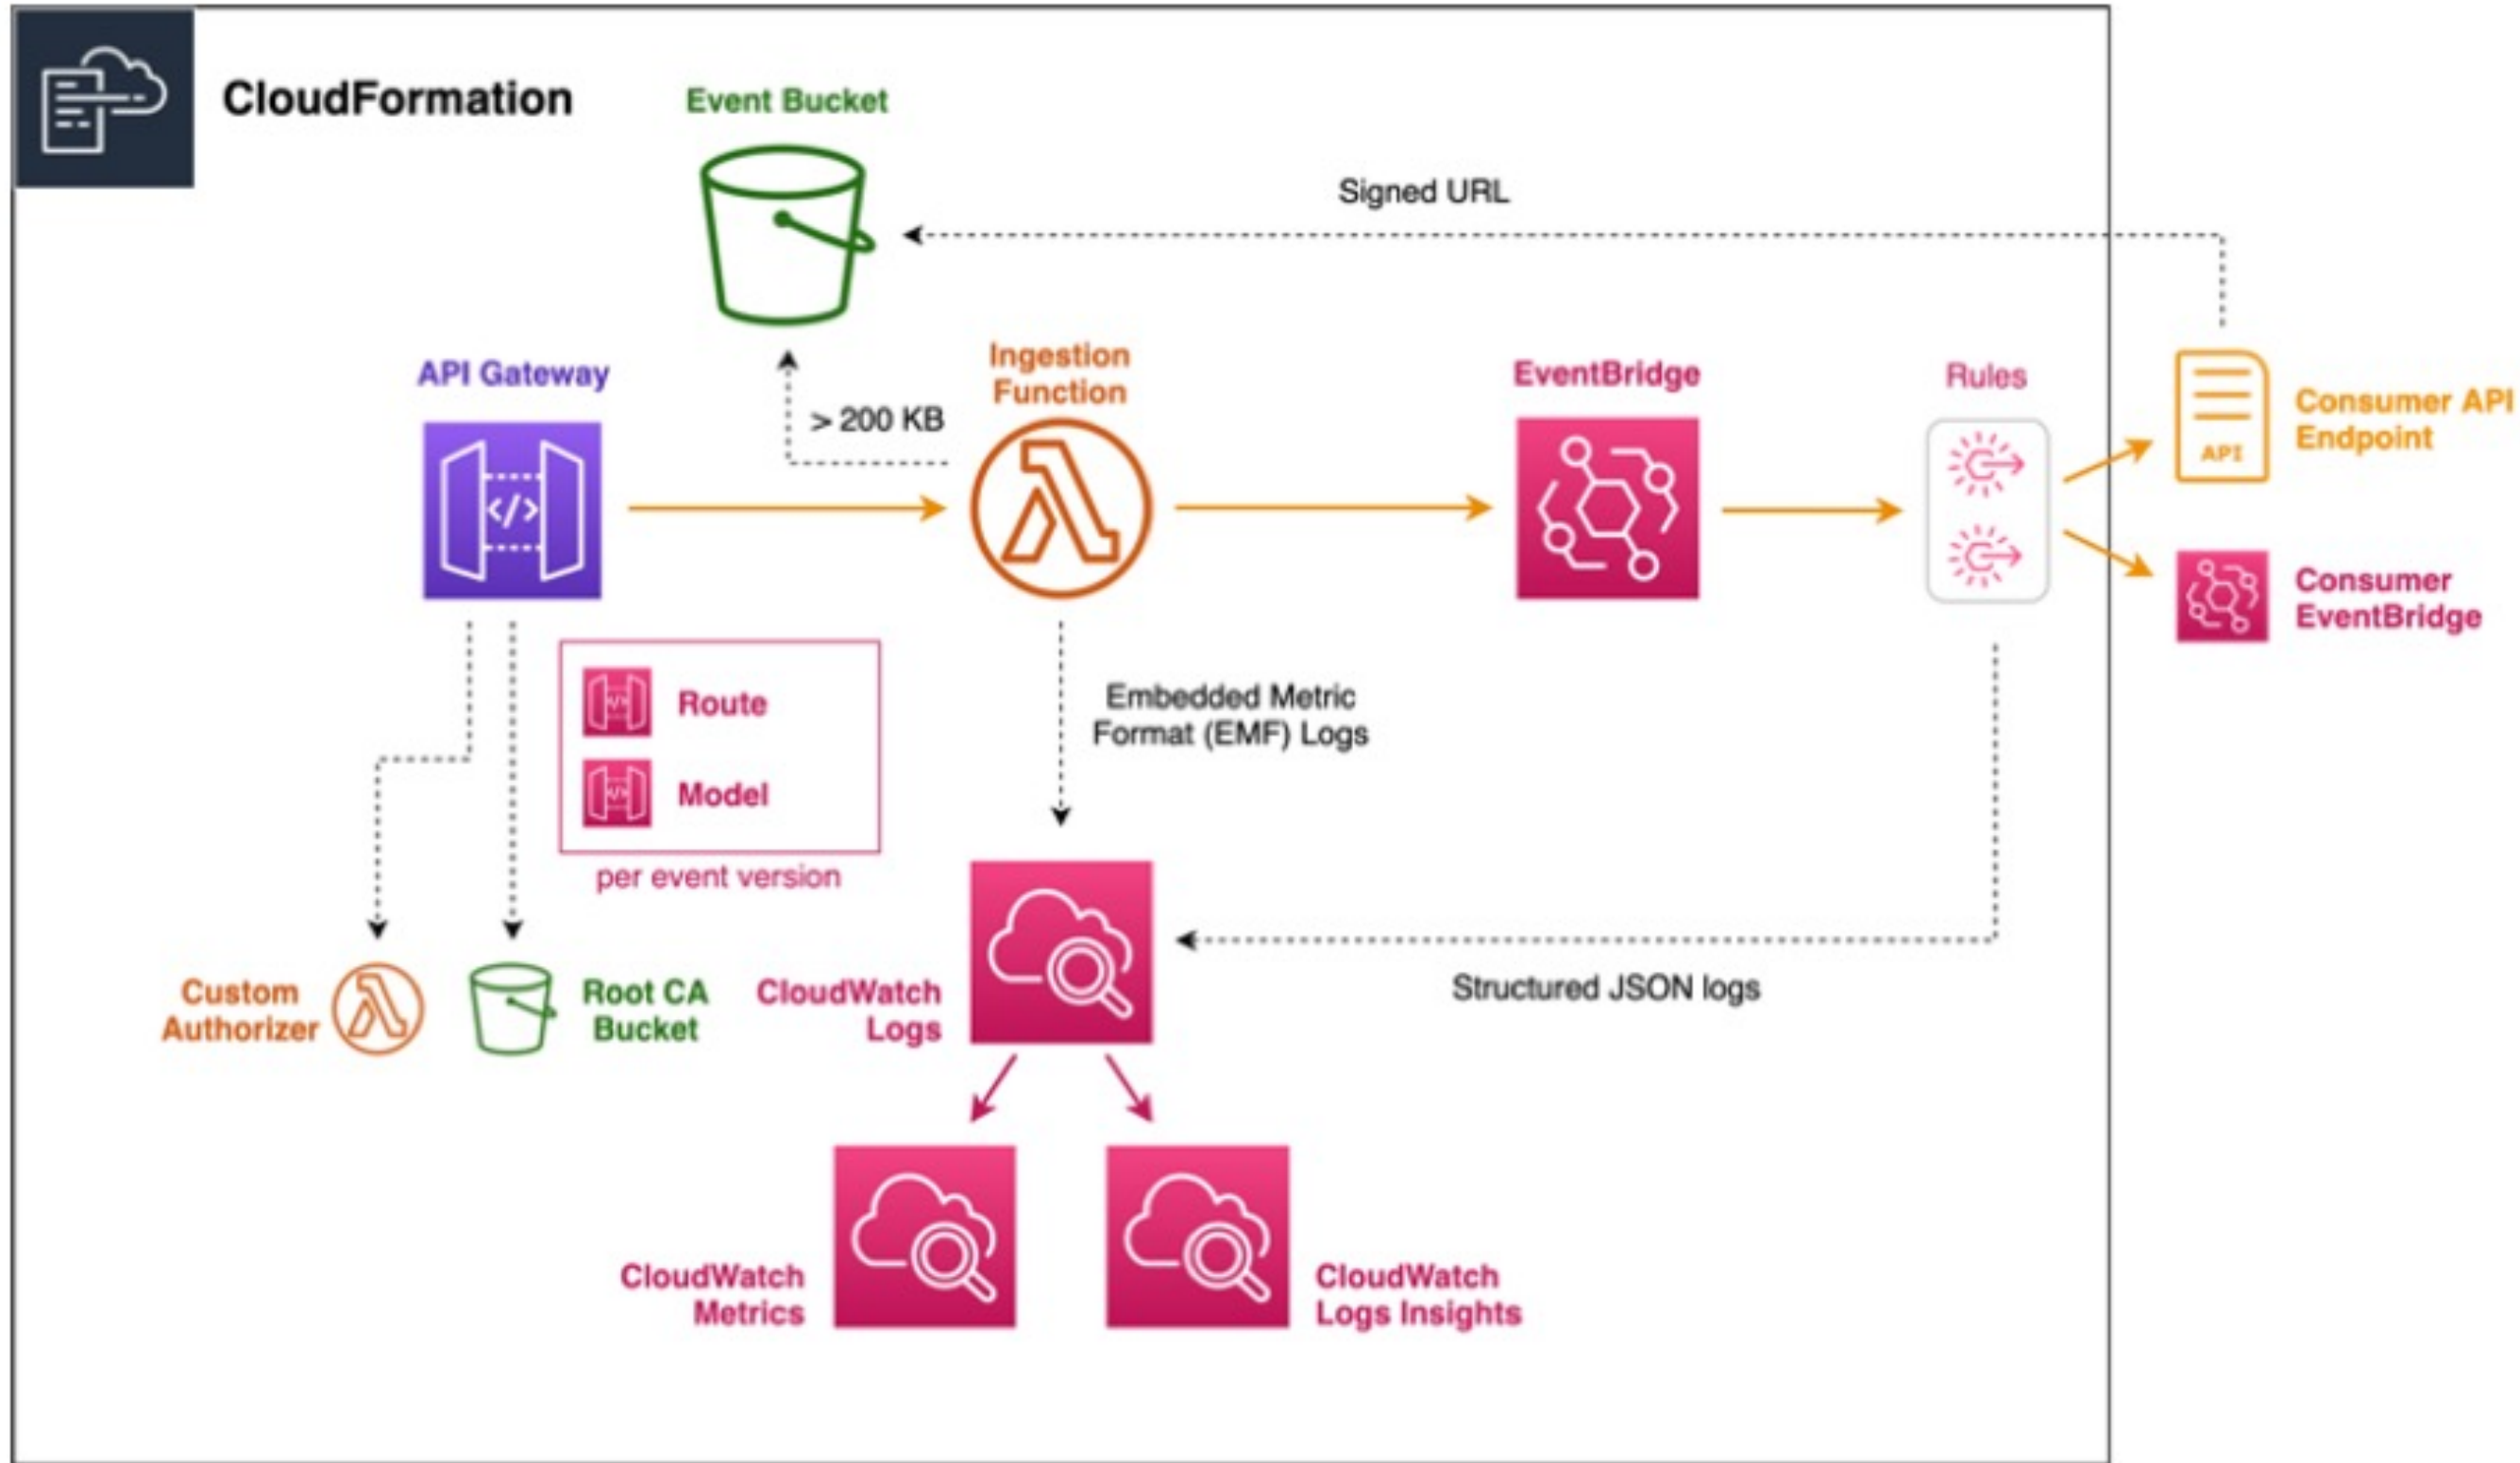 CloudFormation
Event Bucket
Signed URL
API Gateway
> 200 KB
Ingestion
Function
EventBridge
Rules
API
Consumer API
Endpoint
</>
Consumer
EventBridge
Route
Model
per event version
Embedded Metric
Format (EMF) Logs
Custom
Authorizer
Root CA
Bucket
CloudWatch
Logs
Structured JSON logs
CloudWatch
Metrics
CloudWatch
Logs Insights